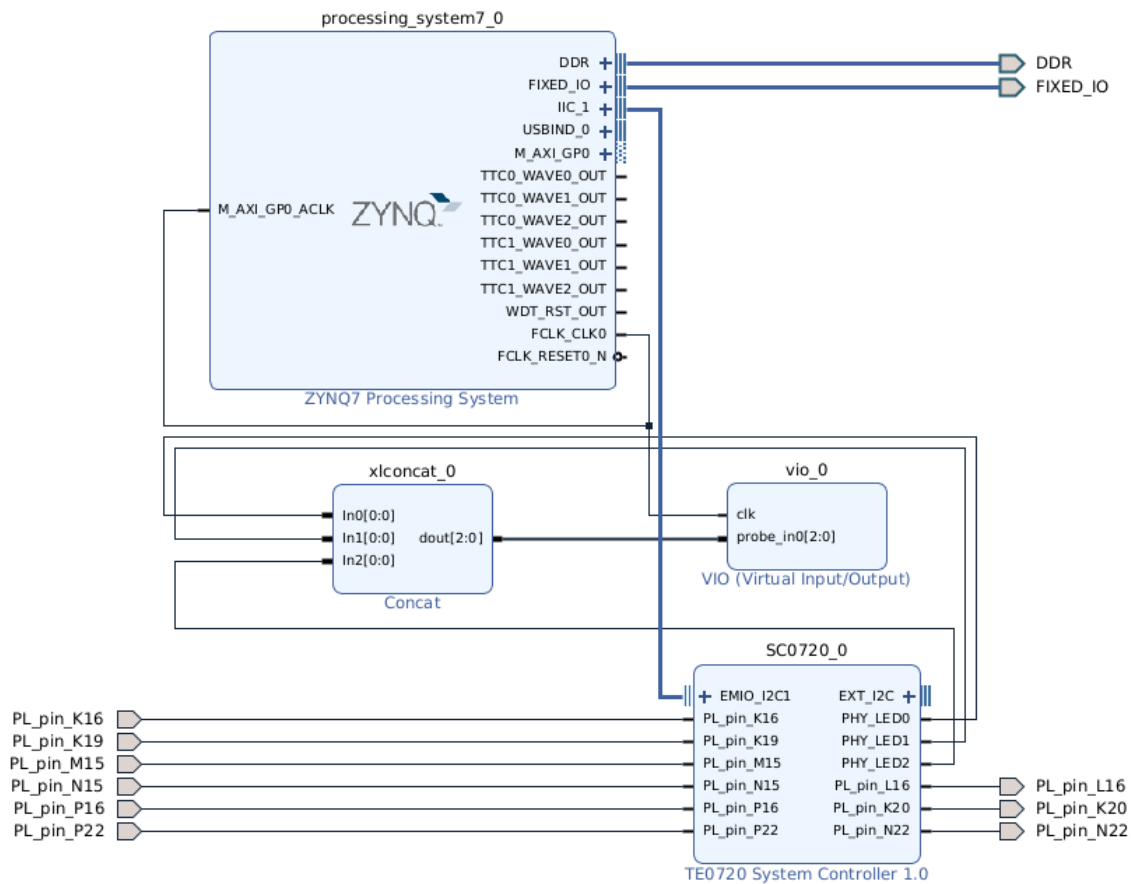 processing_system7_0
DDR
FIXED_IO
IIC_1
USBIND_0
M_AXI_GP0
TTC0_WAVE0_OUT
TTC0_WAVE1_OUT
TTC0_WAVE2_OUT
TTC1_WAVE0_OUT
TTC1_WAVE1_OUT
TTC1_WAVE2_OUT
WDT_RST_OUT
FCLK_CLK0
FCLK_RESET0_N
M_AXI_GP0_ACLK
ZYNQ
ZYNQ7 Processing System
DDR
FIXED_IO
xlconcat_0
In0[0:0]
In1[0:0]
In2[0:0]
dout[2:0]
Concat
vio_0
clk
probe_in0[2:0]
VIO (Virtual Input/Output)
SC0720_0
EMIO_I2C1
PL_pin_K16
PL_pin_K19
PL_pin_M15
PL_pin_N15
PL_pin_P16
PL_pin_P22
EXT_I2C
PHY_LED0
PHY_LED1
PHY_LED2
PL_pin_L16
PL_pin_K20
PL_pin_N22
TE0720 System Controller 1.0
PL_pin_K16
PL_pin_K19
PL_pin_M15
PL_pin_N15
PL_pin_P16
PL_pin_P22
PL_pin_L16
PL_pin_K20
PL_pin_N22